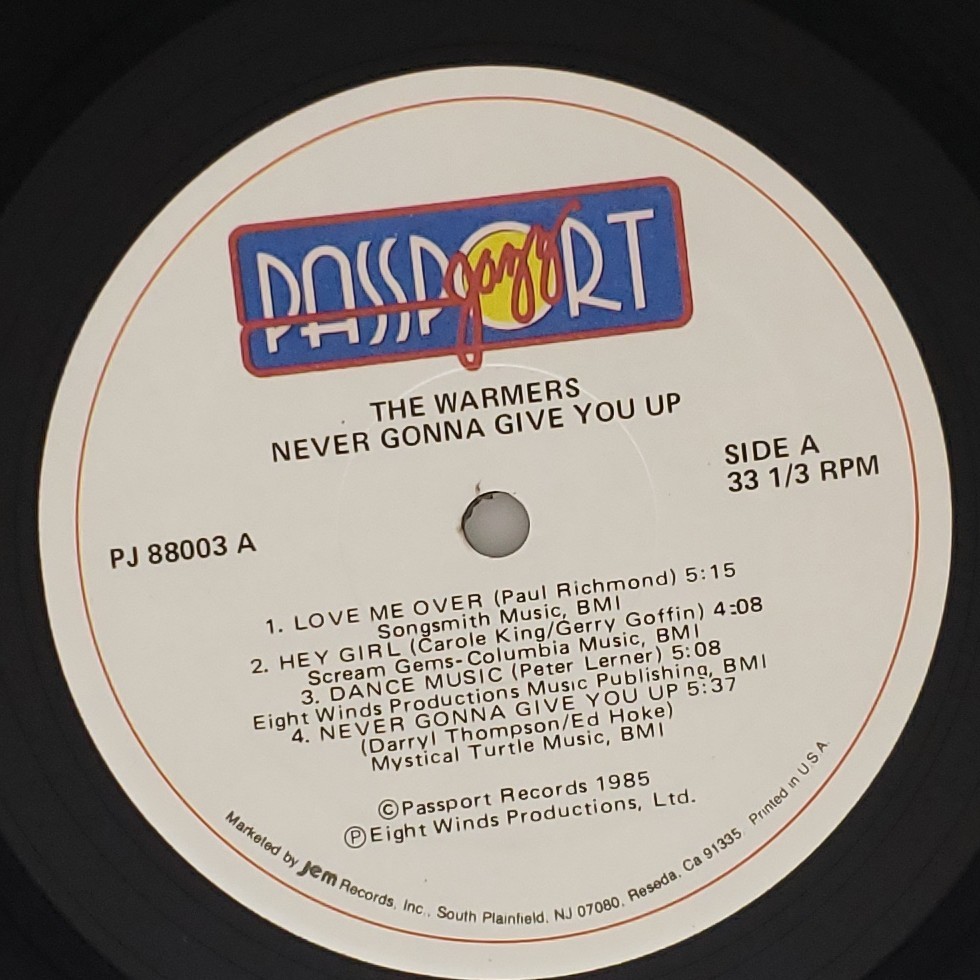 PASSPORT
jazz
THE WARMERS
NEVER GONNA GIVE YOU UP
SIDE A
33 1/3 RPM
PJ 88003 A
1. LOVE ME OVER (Paul Richmond) 5:15
Songsmith Music, BMI
2. HEY GIRL (Carole King/Gerry Goffin) 4:08
Scream Gems-Columbia Music, BMI
3. DANCE MUSIC (Peter Lerner) 5:08
Eight Winds Productions Music Publishing, BMI
4. NEVER GONNA GIVE YOU UP 5:37
(Darryl Thompson/Ed Hoke)
Mystical Turtle Music, BMI
©Passport Records 1985
℗Eight Winds Productions, Ltd.
Marketed by Jem Records, Inc., South Plainfield, NJ 07080, Reseda, Ca 91335 Printed in U.S.A.